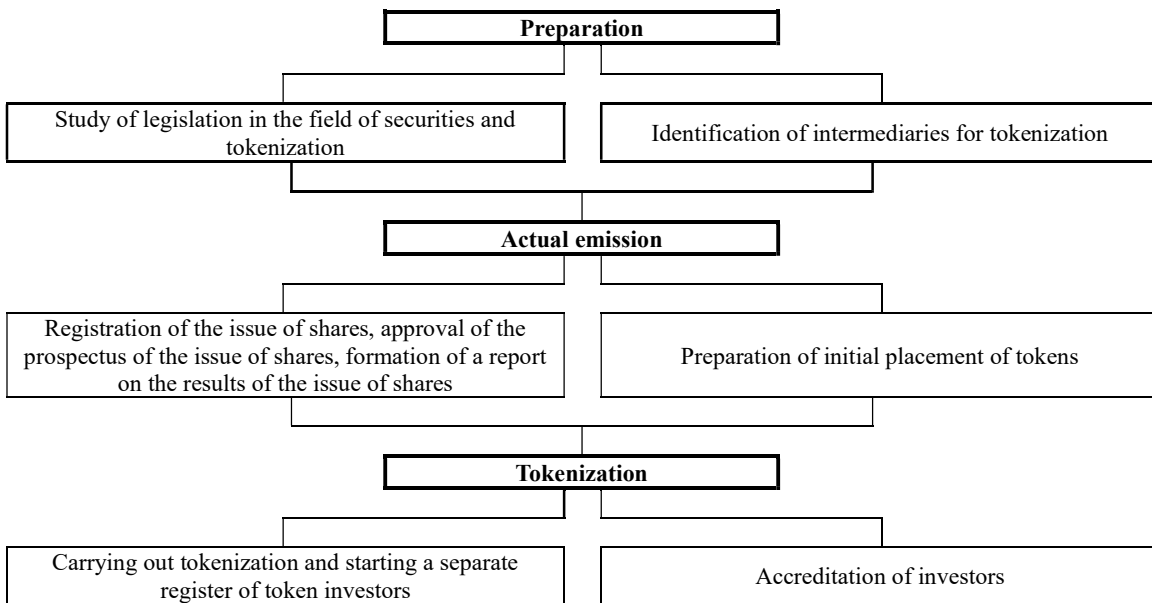 Preparation
Study of legislation in the field of securities and
tokenization
Identification of intermediaries for tokenization
Actual emission
Registration of the issue of shares, approval of the
prospectus of the issue of shares, formation of a report
on the results of the issue of shares
Preparation of initial placement of tokens
Tokenization
Carrying out tokenization and starting a separate
register of token investors
Accreditation of investors